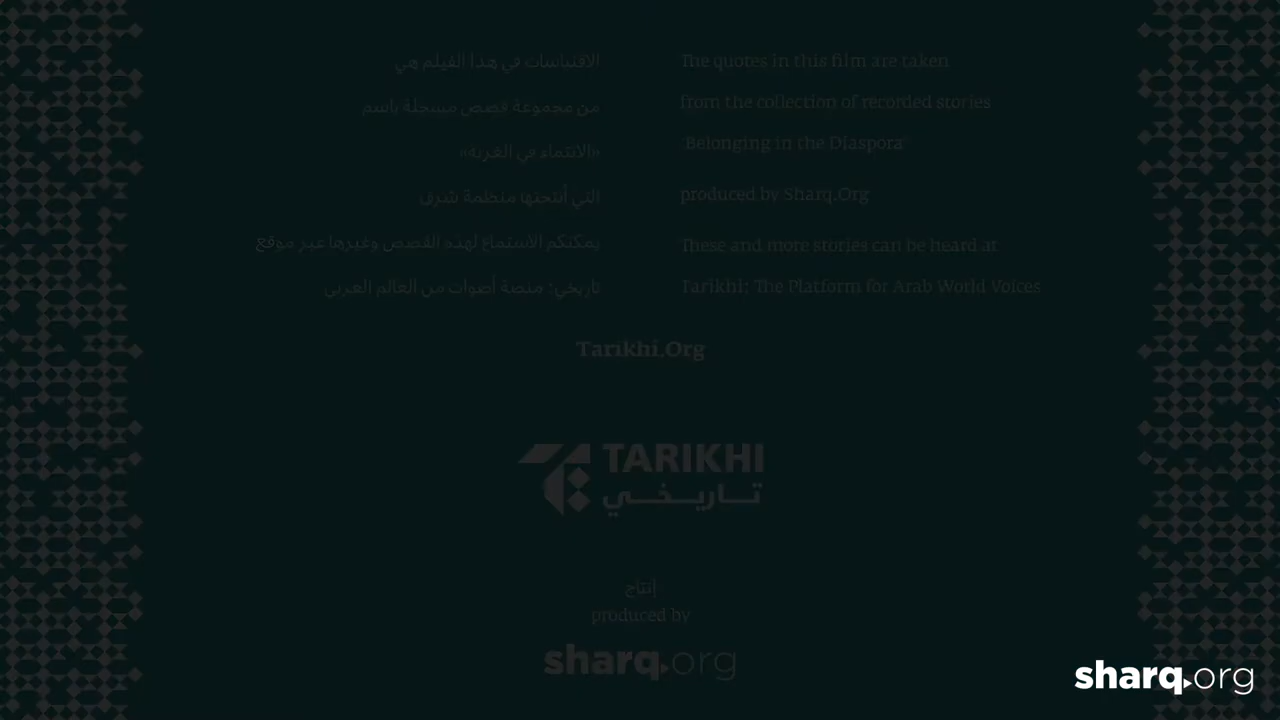 الاقتباسات في هذا الفيلم هي
من مجموعة قصص مسجلة باسم
«الانتماء في الغربة»
التي أنتجتها منظمة شرق
يمكنكم الاستماع لهذه القصص وغيرها عبر موقع
تاريخي: منصة أصوات من العالم العربي
The quotes in this film are taken
from the collection of recorded stories
"Belonging in the Diaspora"
produced by Sharq.Org
These and more stories can be heard at
Tarikhi: The Platform for Arab World Voices
Tarikhi.Org
TARIKHI
تاريخي
إنتاج
produced by
sharq.org
sharq.org